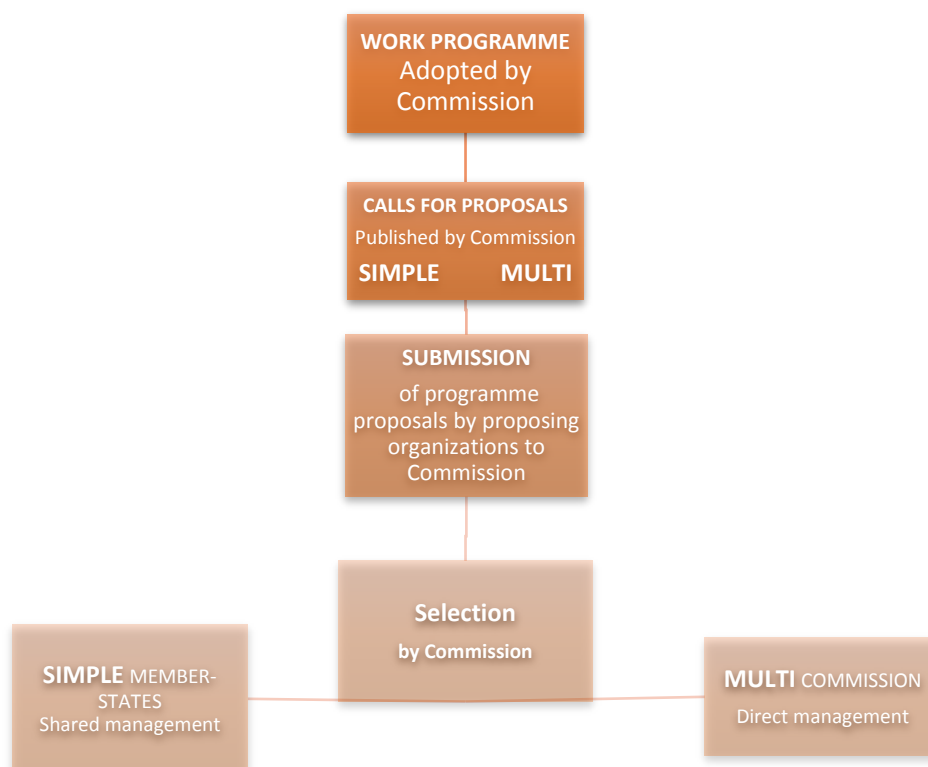 WORK PROGRAMME
Adopted by
Commission
CALLS FOR PROPOSALS
Published by Commission
SIMPLE MULTI
SUBMISSION
of programme
proposals by proposing
organizations to
Commission
Selection
by Commission
SIMPLE MEMBER-
STATES
Shared management
MULTI COMMISSION
Direct management